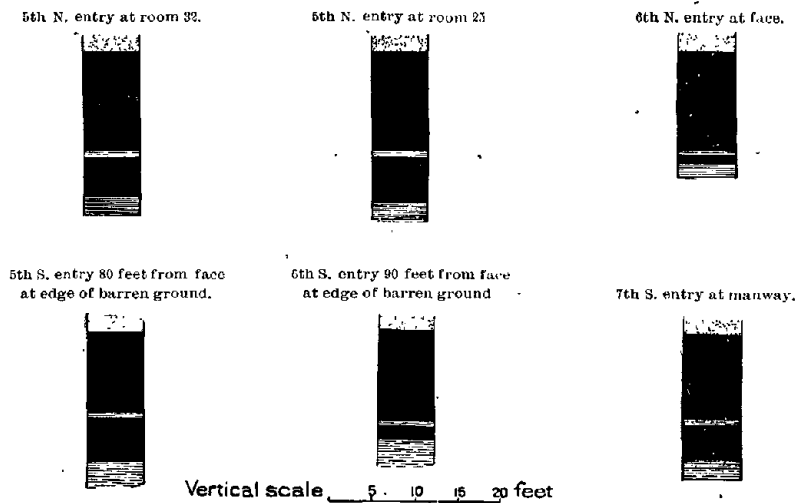 5th N. entry at room 32.
5th N. entry at room 25
6th N. entry at face.
5th S. entry 80 feet from face
at edge of barren ground.
6th S. entry 90 feet from face
at edge of barren ground
7th S. entry at manway.
Vertical scale 5 10 15 20 feet